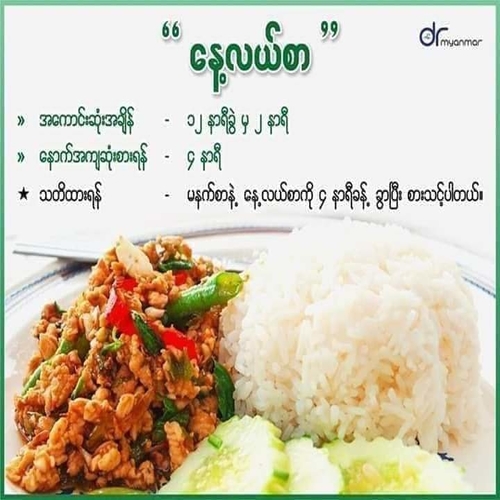 “ နေ့လယ်စာ ”
dr myanmar
» အကောင်းဆုံးအချိန် - ၁၂ နာရီခွဲ မှ ၂ နာရီ
» နောက်အကျဆုံးစားရန် - ၄ နာရီ
★ သတိထားရန် - မနက်စာနဲ့ နေ့လယ်စာကို ၄ နာရီခန့် ခွာပြီး စားသင့်ပါတယ်။